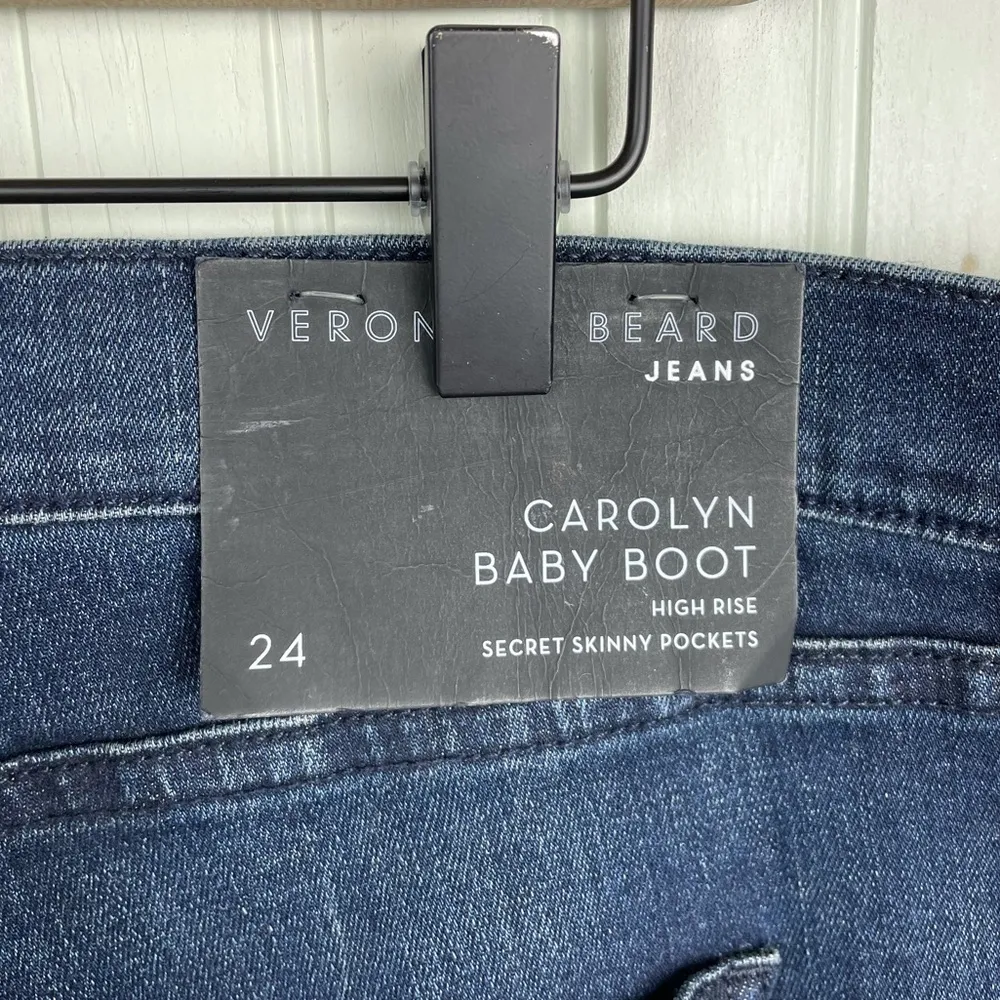 VERON BEARD
JEANS
CAROLYN
BABY BOOT
HIGH RISE
24
SECRET SKINNY POCKETS